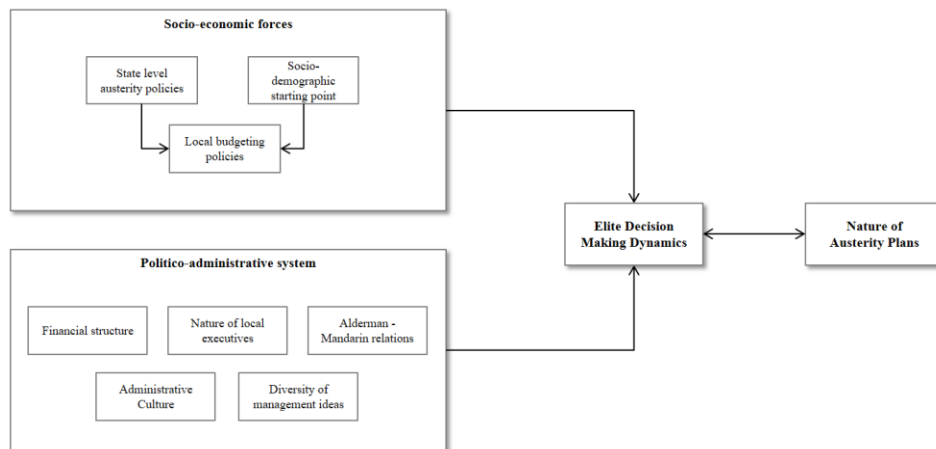 Socio-economic forces
State level
austerity policies
Socio-
demographic
starting point
Local budgeting
policies
Elite Decision
Making Dynamics
Nature of
Austerity Plans
Politico-administrative system
Financial structure
Nature of local
executives
Alderman -
Mandarin relations
Administrative
Culture
Diversity of
management ideas